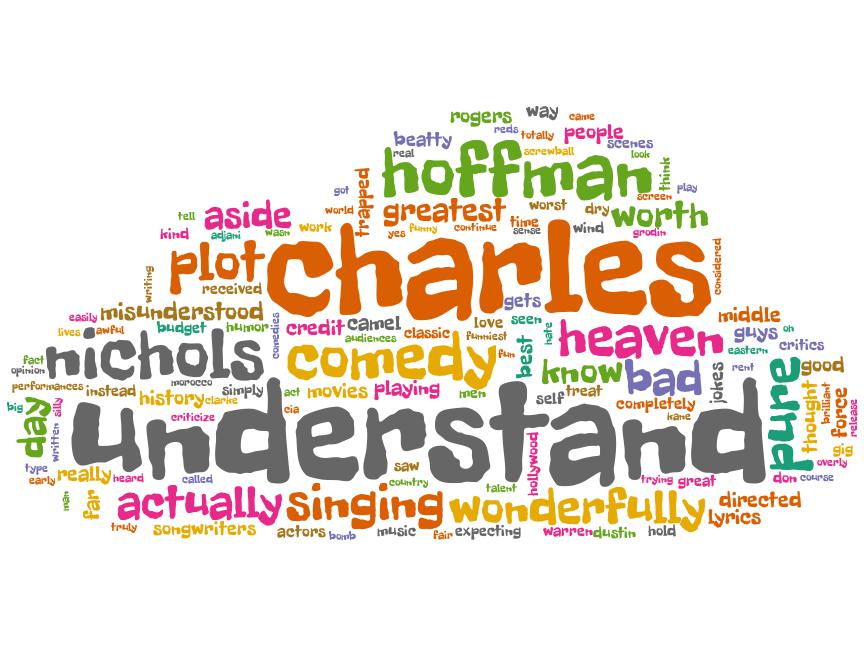 rogers way came
beatty reds totally people scenes
real screwball look
hoffman think
got trapped screen play
tell aside world greatest worst dry worth
kind adjani wasn work yes funny continue time sense wind grodin
plot charles considered
writing received
misunderstood gets middle
easily budget humor comedies credit camel love seen hate heaven guys oh
lives awful audiences classic funniest eastern critics
fact nichols comedy fun best know bad jokes rent good
opinion morocco
performances instead history clarke simply act movies playing men self treat completely pure thought brilliant force release
big day silly written criticize cia understand kane gig
overly
type really heard called saw country hollywood trying great don course
early talent
man far actually singing wonderfully directed
lyrics
truly songwriters actors bomb music fair expecting warren dustin hold